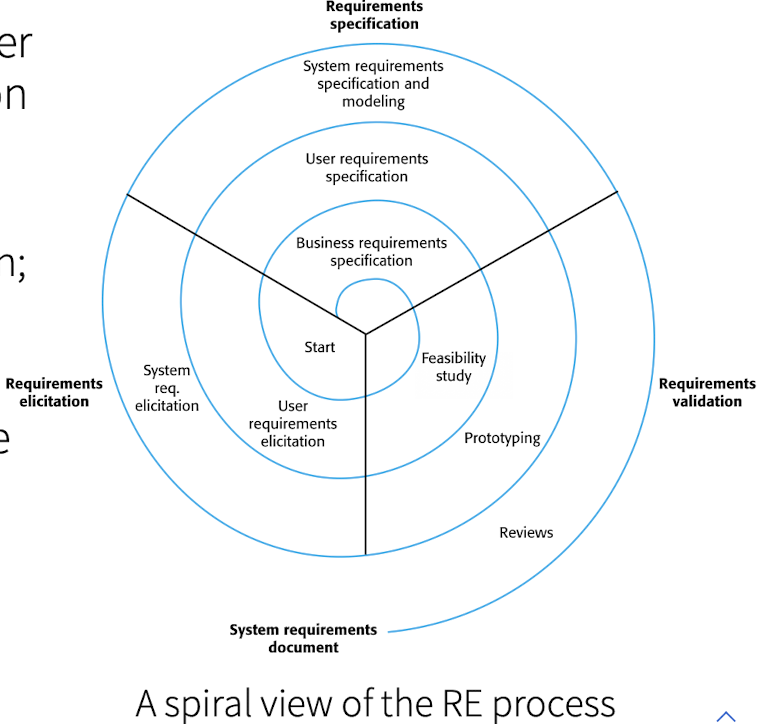 Requirements
specification
er
on
System requirements
specification and
modeling
User requirements
specification
n;
Business requirements
specification
Start
Feasibility
study
System
req.
elicitation
Requirements
elicitation
Requirements
validation
User
requirements
elicitation
e
Prototyping
Reviews
System requirements
document
A spiral view of the RE process